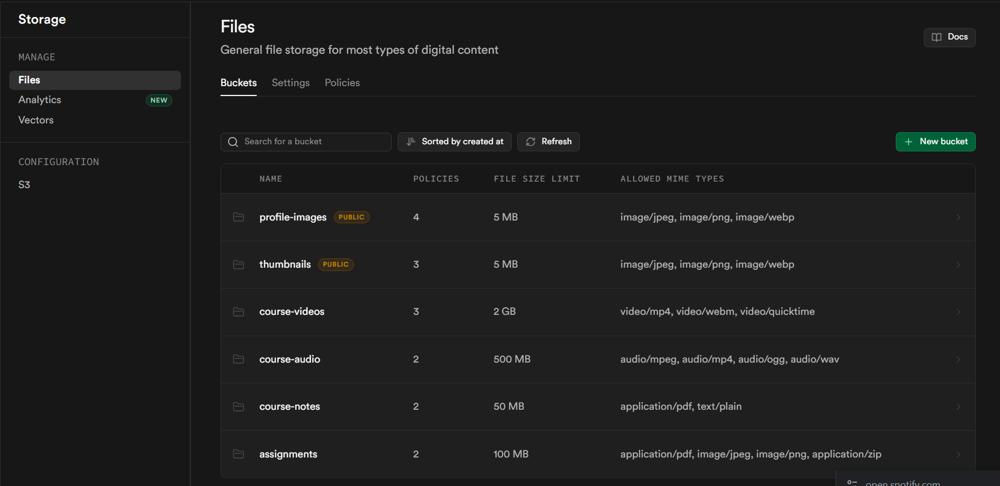 Storage
MANAGE
Files
Analytics NEW
Vectors
CONFIGURATION
S3
Files
General file storage for most types of digital content
Docs
Buckets Settings Policies
Search for a bucket Sorted by created at Refresh New bucket
NAME POLICIES FILE SIZE LIMIT ALLOWED MIME TYPES
profile-images PUBLIC 4 5 MB image/jpeg, image/png, image/webp
thumbnails PUBLIC 3 5 MB image/jpeg, image/png, image/webp
course-videos 3 2 GB video/mp4, video/webm, video/quicktime
course-audio 2 500 MB audio/mpeg, audio/mp4, audio/ogg, audio/wav
course-notes 2 50 MB application/pdf, text/plain
assignments 2 100 MB application/pdf, image/jpeg, image/png, application/zip
open.spotify.com